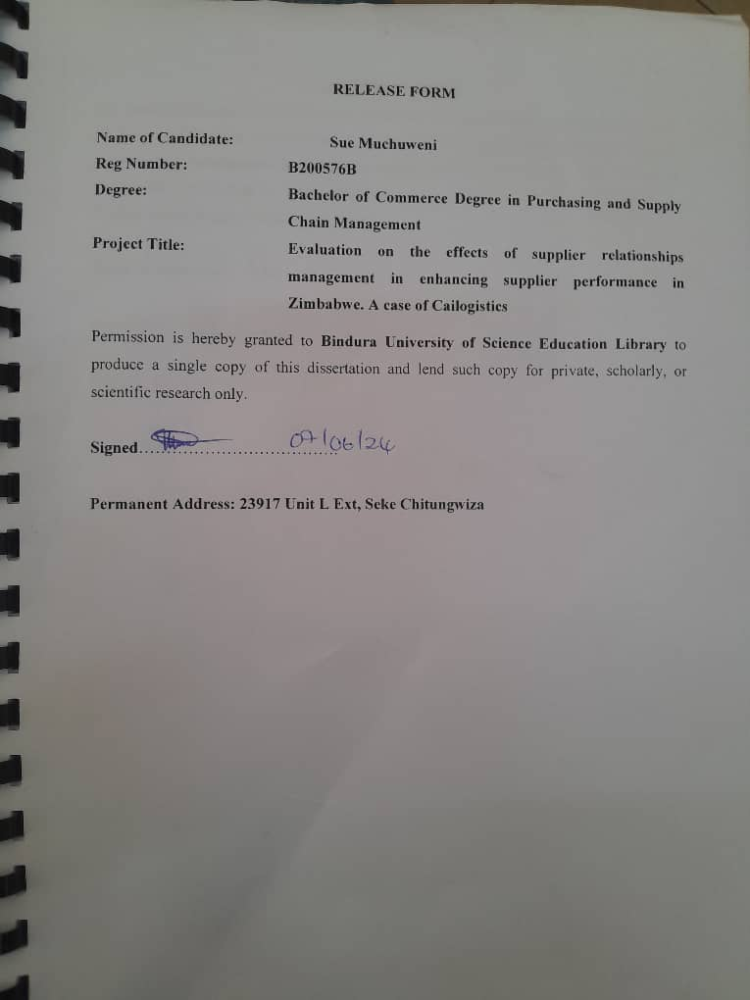 RELEASE FORM
Name of Candidate: Sue Muchuweni
Reg Number: B200576B
Degree: Bachelor of Commerce Degree in Purchasing and Supply
Chain Management
Project Title: Evaluation on the effects of supplier relationships
management in enhancing supplier performance in
Zimbabwe. A case of Cailogistics
Permission is hereby granted to Bindura University of Science Education Library to
produce a single copy of this dissertation and lend such copy for private, scholarly, or
scientific research only.
Signed.................................... 07/06/24
Permanent Address: 23917 Unit L Ext, Seke Chitungwiza